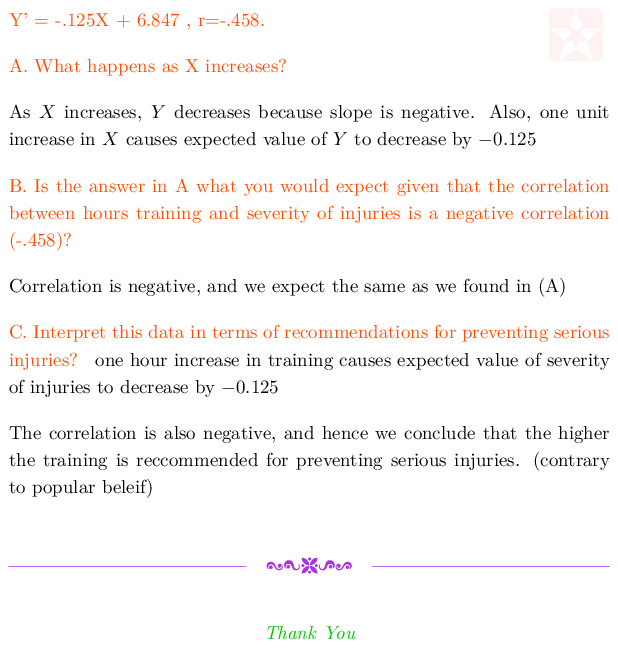 Y' = -.125X + 6.847 , r=-.458.
A. What happens as X increases?
As X increases, Y decreases because slope is negative. Also, one unit
increase in X causes expected value of Y to decrease by −0.125
B. Is the answer in A what you would expect given that the correlation
between hours training and severity of injuries is a negative correlation
(-.458)?
Correlation is negative, and we expect the same as we found in (A)
C. Interpret this data in terms of recommendations for preventing serious
injuries? one hour increase in training causes expected value of severity
of injuries to decrease by −0.125
The correlation is also negative, and hence we conclude that the higher
the training is reccommended for preventing serious injuries. (contrary
to popular beleif)
Thank You